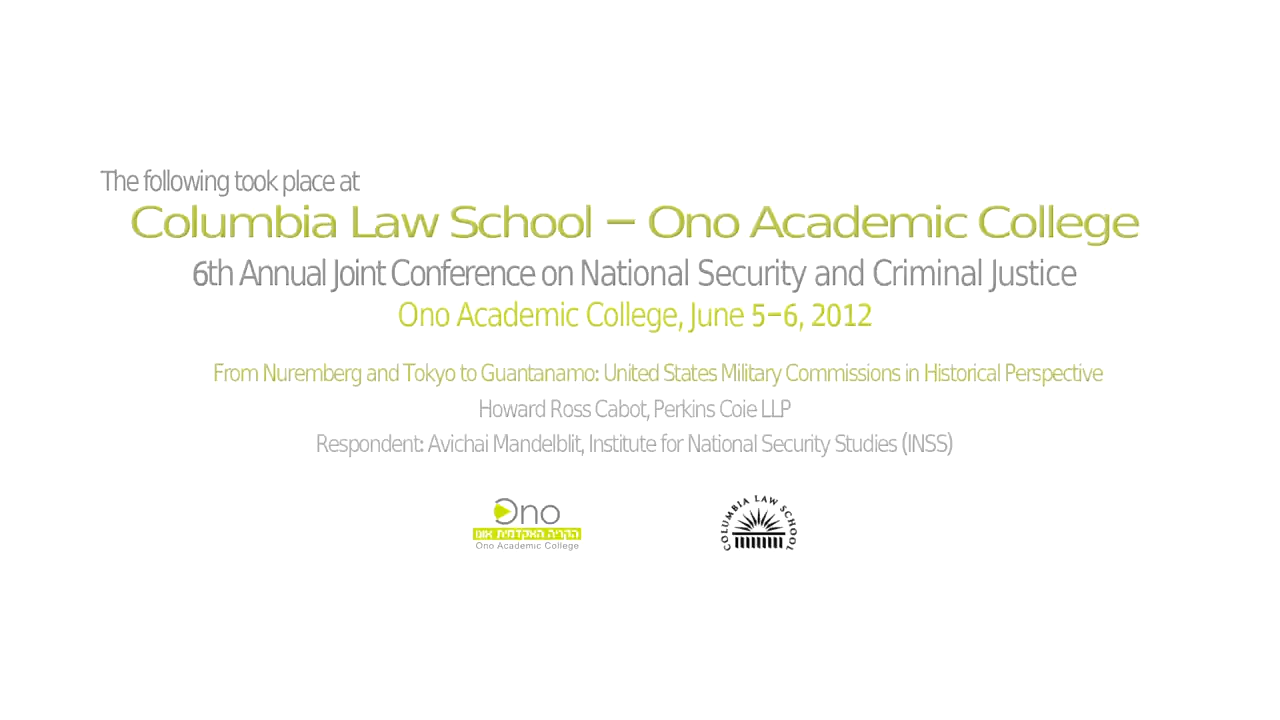 The following took place at
Columbia Law School – Ono Academic College
6th Annual Joint Conference on National Security and Criminal Justice
Ono Academic College, June 5-6, 2012
From Nuremberg and Tokyo to Guantanamo: United States Military Commissions in Historical Perspective
Howard Ross Cabot, Perkins Coie LLP
Respondent: Avichai Mandelblit, Institute for National Security Studies (INSS)
Ono
הקריה האקדמית אונו
Ono Academic College
COLUMBIA LAW SCHOOL